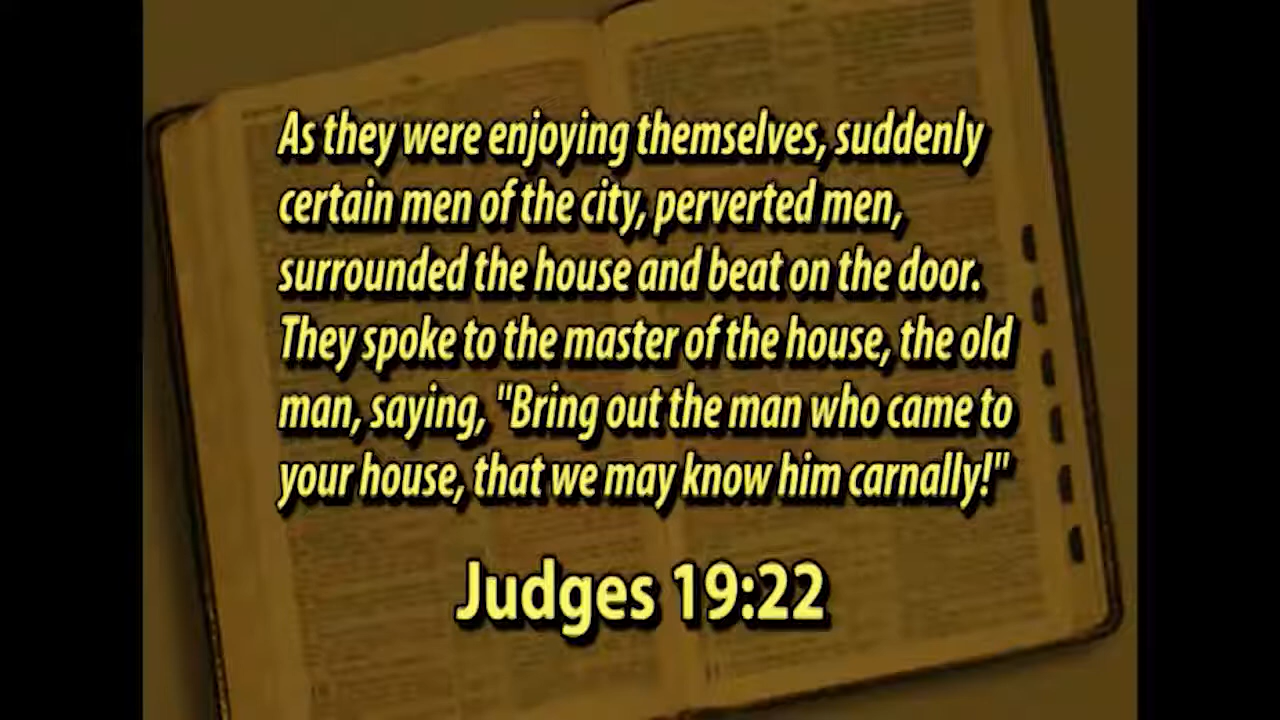 As they were enjoying themselves, suddenly
certain men of the city, perverted men,
surrounded the house and beat on the door.
They spoke to the master of the house, the old
man, saying, "Bring out the man who came to
your house, that we may know him carnally!"
Judges 19:22